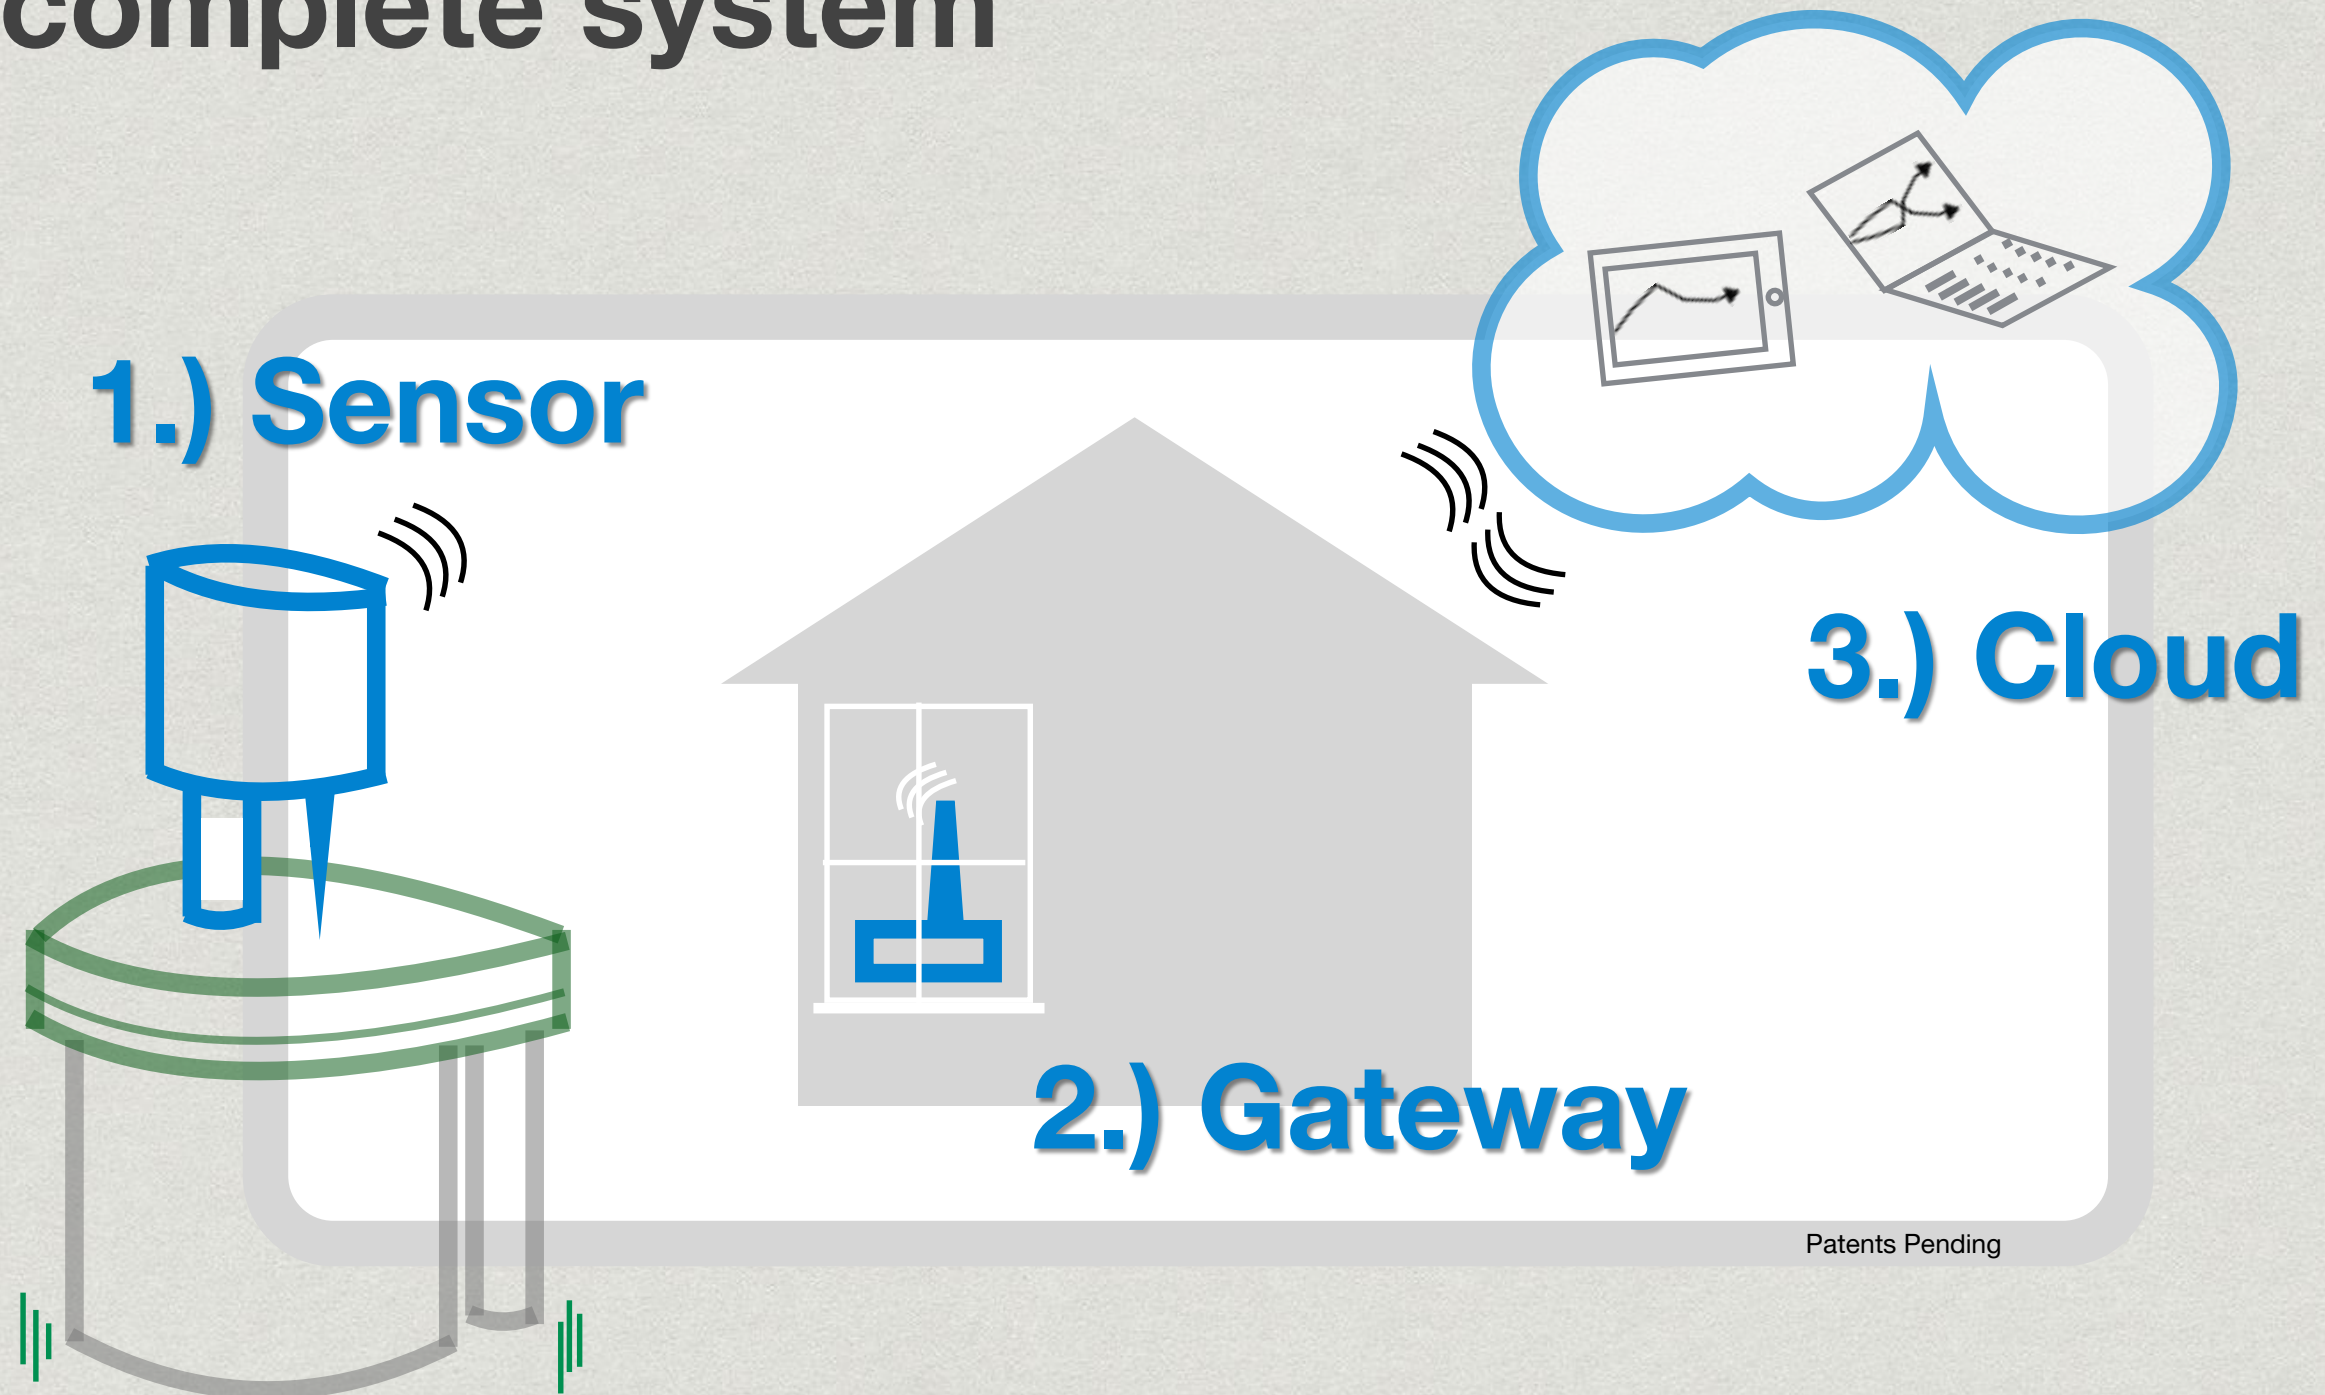 complete system
1.) Sensor
3.) Cloud
2.) Gateway
Patents Pending